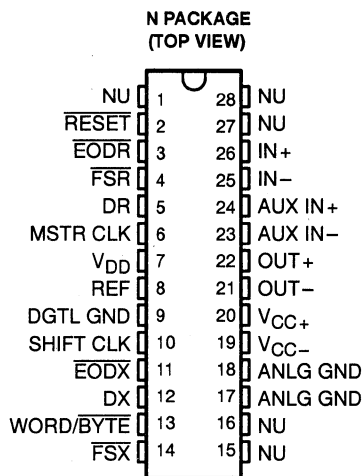 N PACKAGE
(TOP VIEW)
NU 1 28 NU
RESET 2 27 NU
EODR 3 26 IN+
FSR 4 25 IN−
DR 5 24 AUX IN+
MSTR CLK 6 23 AUX IN−
VDD 7 22 OUT+
REF 8 21 OUT−
DGTL GND 9 20 VCC+
SHIFT CLK 10 19 VCC−
EODX 11 18 ANLG GND
DX 12 17 ANLG GND
WORD/BYTE 13 16 NU
FSX 14 15 NU